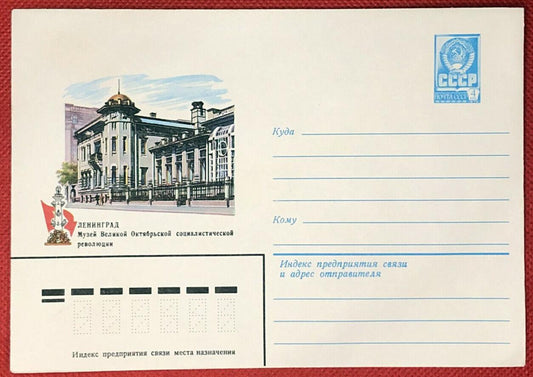 СССР
ПОЧТА 4
Куда
ЛЕНИНГРАД
Музей Великой Октябрьской социалистической
революции
Кому
Индекс предприятия связи
и адрес отправителя
Индекс предприятия связи места назначения